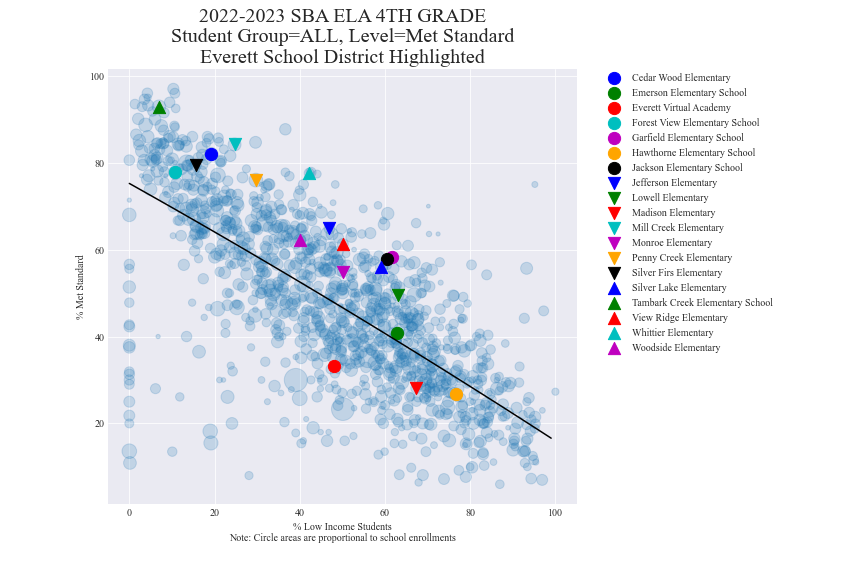 2022-2023 SBA ELA 4TH GRADE
Student Group=ALL, Level=Met Standard
Everett School District Highlighted
% Met Standard
100
80
60
40
20
0
20
40
60
80
100
% Low Income Students
Note: Circle areas are proportional to school enrollments
Cedar Wood Elementary
Emerson Elementary School
Everett Virtual Academy
Forest View Elementary School
Garfield Elementary School
Hawthorne Elementary School
Jackson Elementary School
Jefferson Elementary
Lowell Elementary
Madison Elementary
Mill Creek Elementary
Monroe Elementary
Penny Creek Elementary
Silver Firs Elementary
Silver Lake Elementary
Tambark Creek Elementary School
View Ridge Elementary
Whittier Elementary
Woodside Elementary